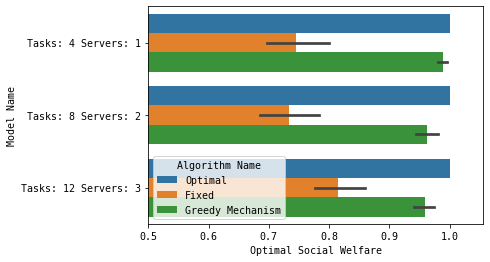 Tasks: 4 Servers: 1
Tasks: 8 Servers: 2
Tasks: 12 Servers: 3
Model Name
Algorithm Name
Optimal
Fixed
Greedy Mechanism
0.5 0.6 0.7 0.8 0.9 1.0
Optimal Social Welfare